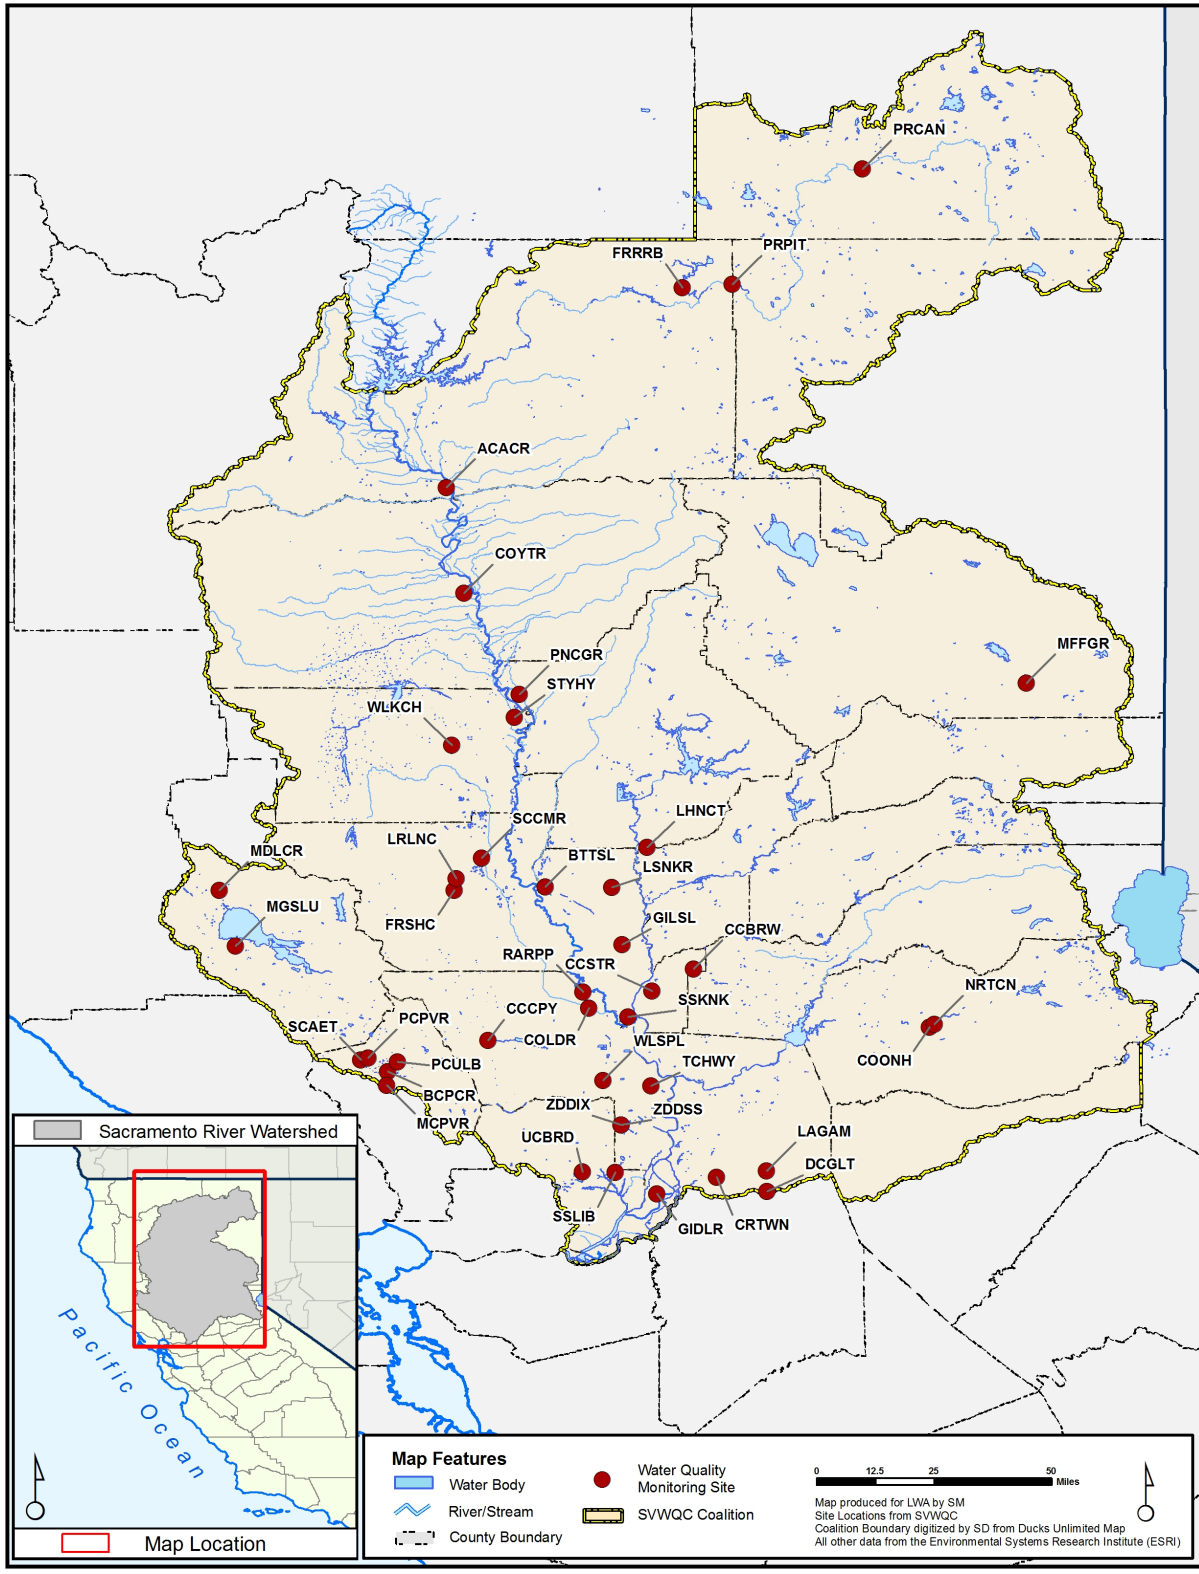 PRCAN
PRPIT
FRRRB
ACACR
COYTR
PNCGR
STYHY
MFFGR
WLKCH
SCCMR
LHNCT
LRLNC
MDLCR
BTTSL
LSNKR
MGSLU
FRSHC
GILSL
CCBRW
RARPP
CCSTR
NRTCN
SSKNK
CCCPY
SCAET
PCPVR
COLDR
WLSPL
COONH
PCULB
TCHWY
BCPCR
ZDDIX
ZDDSS
MCPVR
UCBRD
LAGAM
DCGLT
SSLIB
GIDLR
CRTWN
Sacramento River Watershed
Pacific Ocean
Map Location
Map Features
Water Body
River/Stream
County Boundary
Water Quality
Monitoring Site
SVWQC Coalition
0 12.5 25 50
Miles
Map produced for LWA by SM
Site Locations from SVWQC
Coalition Boundary digitized by SD from Ducks Unlimited Map
All other data from the Environmental Systems Research Institute (ESRI)